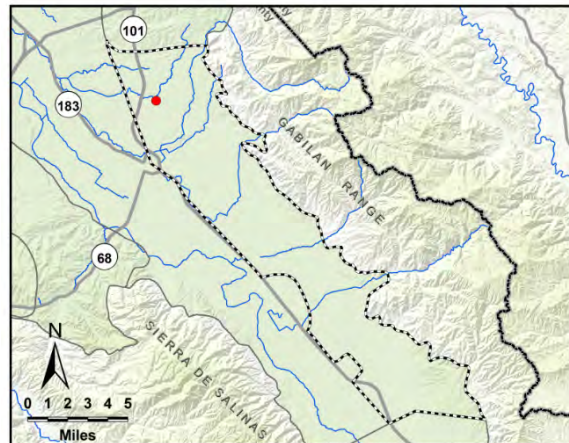 101
183
GABILAN RANGE
68
SIERRA DE SALINAS
N
0 1 2 3 4 5
Miles